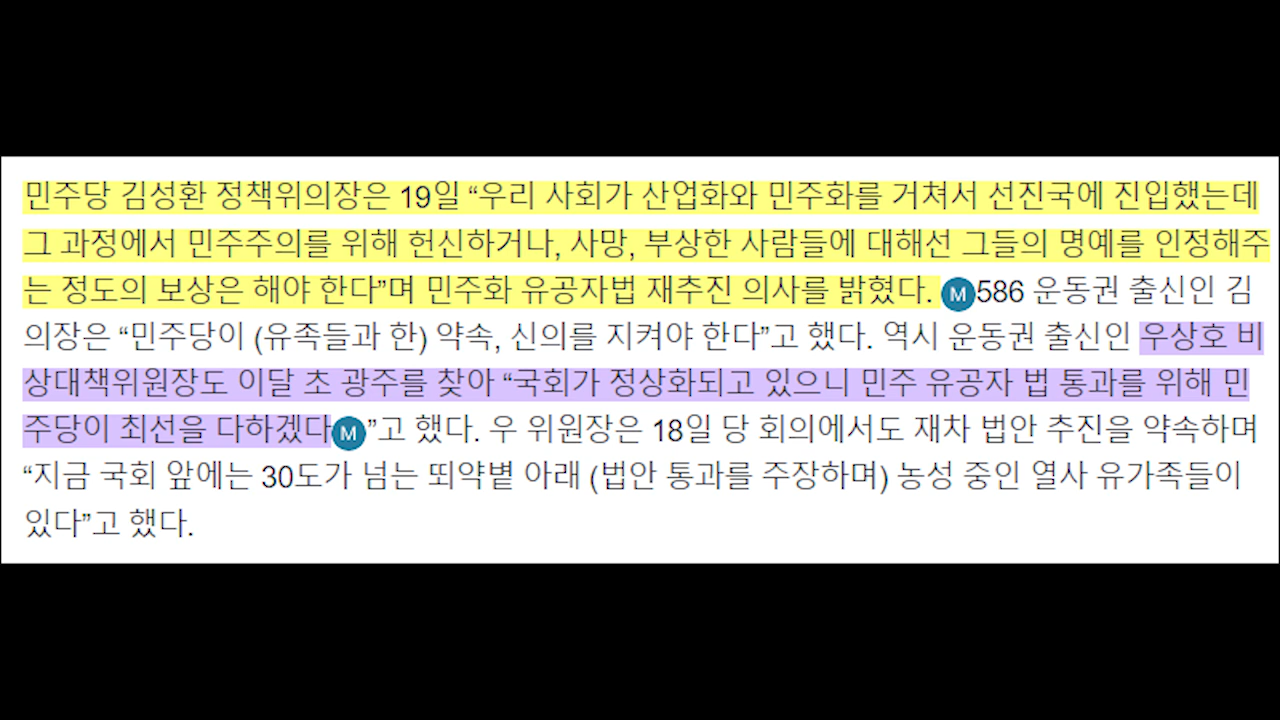 민주당 김성환 정책위의장은 19일 “우리 사회가 산업화와 민주화를 거쳐서 선진국에 진입했는데
그 과정에서 민주주의를 위해 헌신하거나, 사망, 부상한 사람들에 대해선 그들의 명예를 인정해주
는 정도의 보상은 해야 한다”며 민주화 유공자법 재추진 의사를 밝혔다. M586 운동권 출신인 김
의장은 “민주당이 (유족들과 한) 약속, 신의를 지켜야 한다”고 했다. 역시 운동권 출신인 우상호 비
상대책위원장도 이달 초 광주를 찾아 “국회가 정상화되고 있으니 민주 유공자 법 통과를 위해 민
주당이 최선을 다하겠다M”고 했다. 우 위원장은 18일 당 회의에서도 재차 법안 추진을 약속하며
“지금 국회 앞에는 30도가 넘는 뙤약볕 아래 (법안 통과를 주장하며) 농성 중인 열사 유가족들이
있다”고 했다.